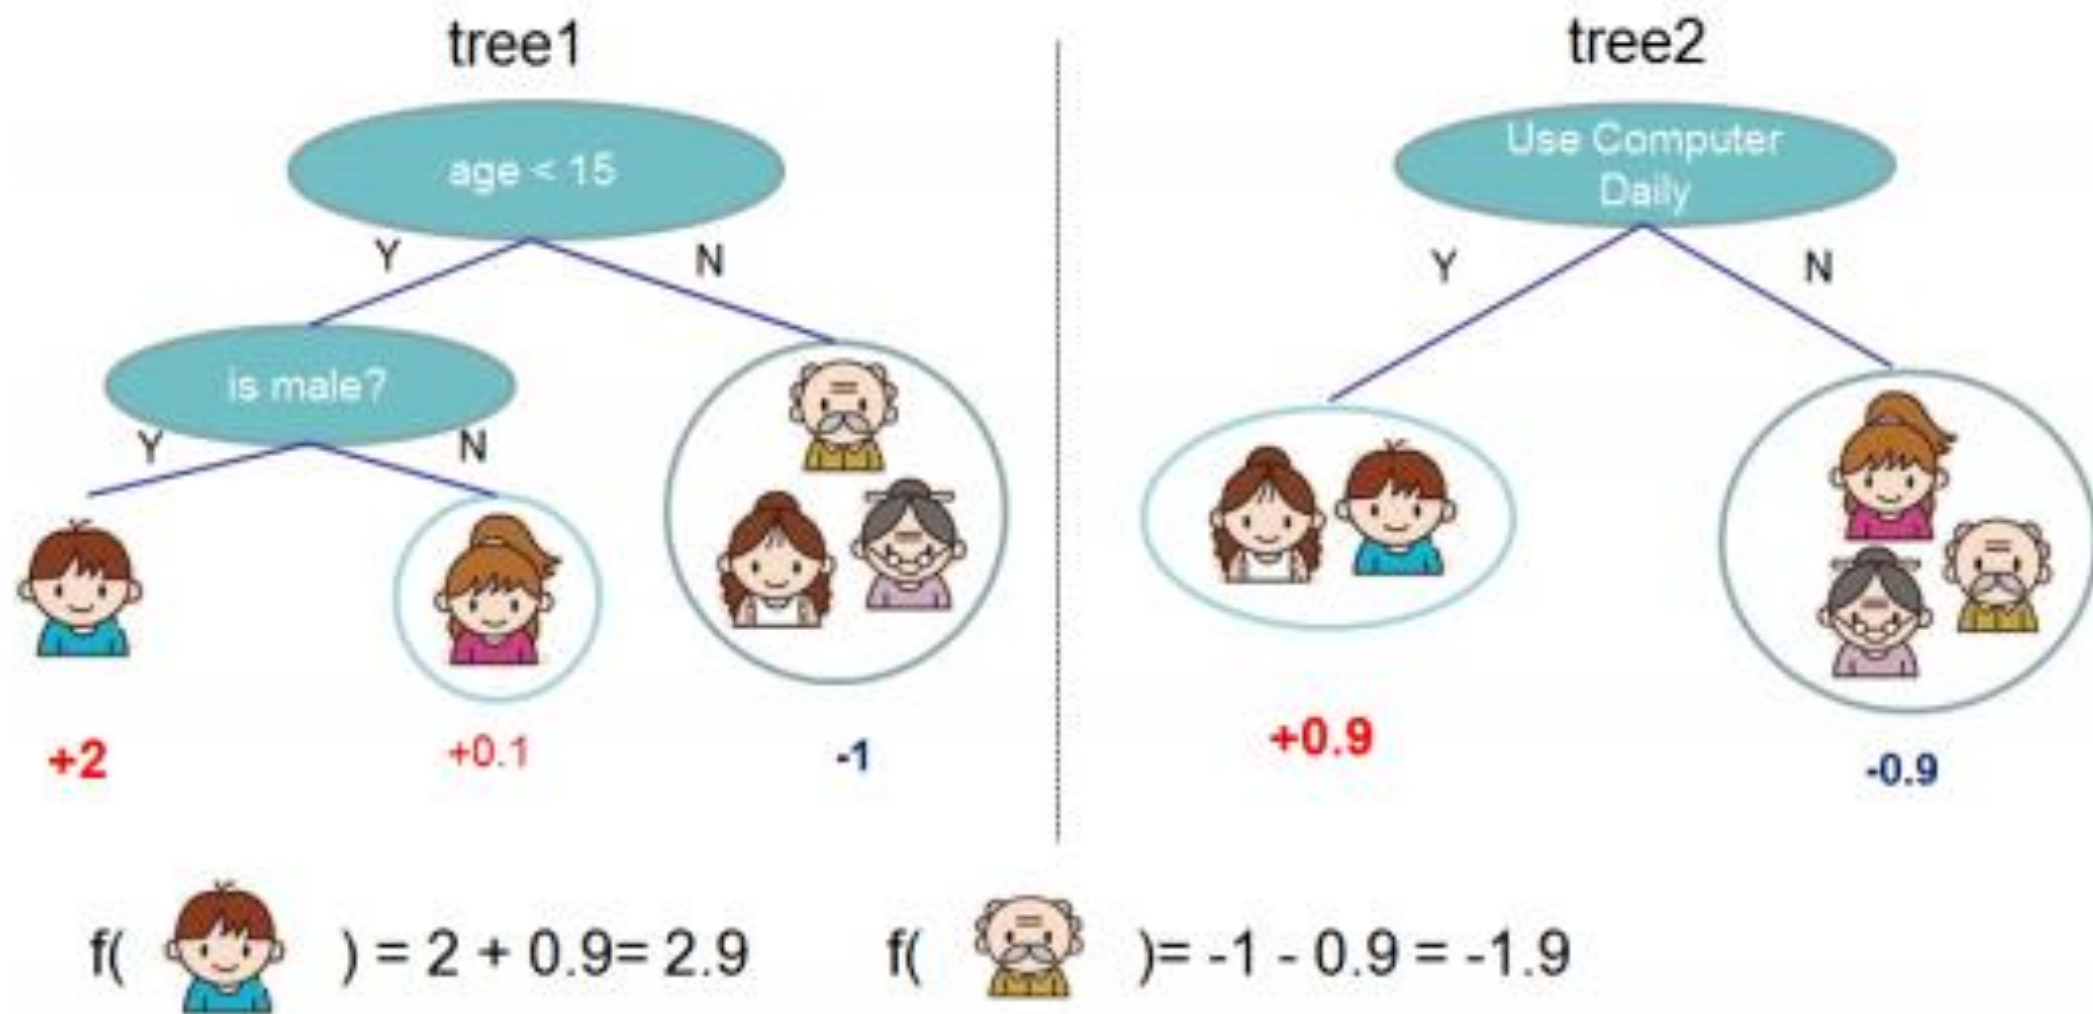 tree1
age < 15
Y
N
is male?
Y
N
+2
+0.1
-1
tree2
Use Computer
Daily
Y
N
+0.9
-0.9
f( ) = 2 + 0.9= 2.9
f( )= -1 - 0.9 = -1.9